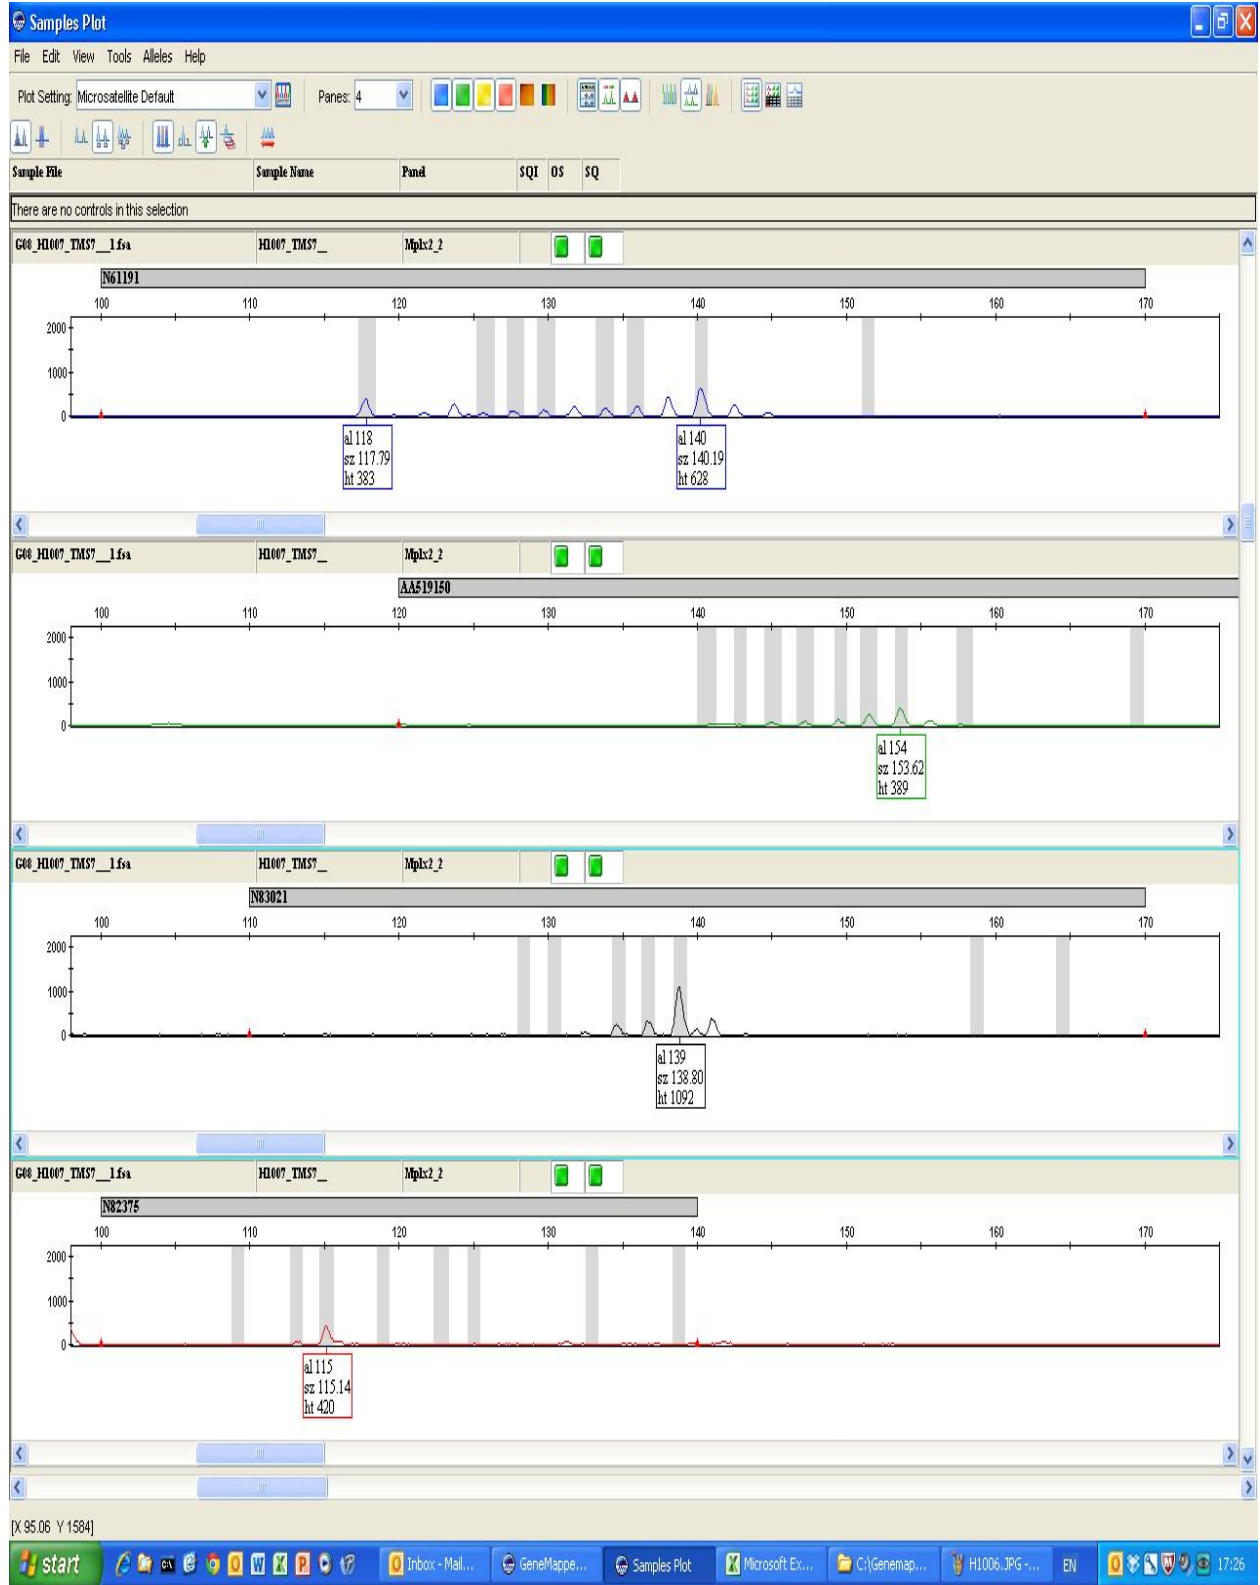 Samples Plot
File Edit View Tools Alleles Help
Plot Setting: Microsatellite Default Panes: 4
Sample File Sample Name Panel SQI OS SQ
There are no controls in this selection
G08_H1007_TMS7__1.fsa H1007_TMS7__ Mplx2_2
N61191
100 110 120 130 140 150 160 170
2000
1000
0
al 118 al 140
sz 117.79 sz 140.19
ht 383 ht 628
G08_H1007_TMS7__1.fsa H1007_TMS7__ Mplx2_2
AA519150
100 110 120 130 140 150 160 170
2000
1000
0
al 154
sz 153.62
ht 389
G08_H1007_TMS7__1.fsa H1007_TMS7__ Mplx2_2
N83021
100 110 120 130 140 150 160 170
2000
1000
0
al 139
sz 138.80
ht 1092
G08_H1007_TMS7__1.fsa H1007_TMS7__ Mplx2_2
N82375
100 110 120 130 140 150 160 170
2000
1000
0
al 115
sz 115.14
ht 420
[X 95.06 Y 1584]
start Inbox - Mail... GeneMappe... Samples Plot Microsoft Ex... C:\Genemap... H1006.JPG -... EN 17:26